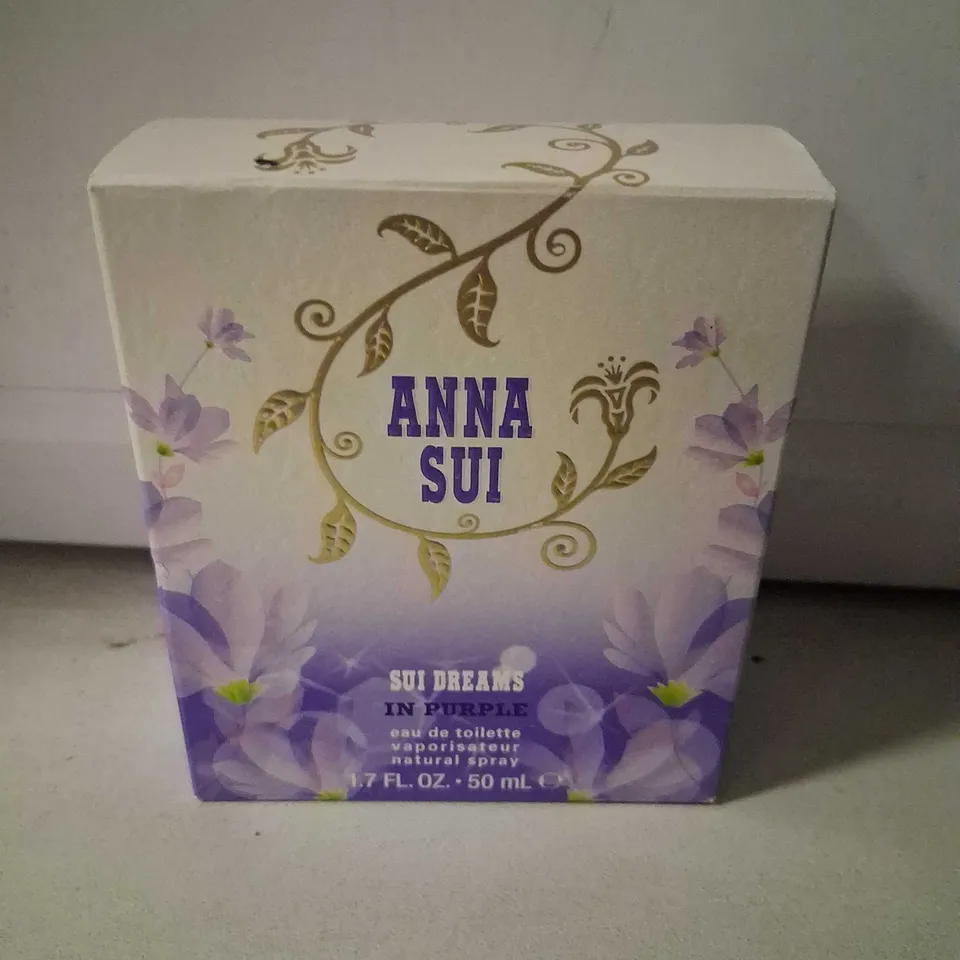 ANNA
SUI
SUI DREAMS
IN PURPLE
eau de toilette
vaporisateur
natural spray
1.7 FL. OZ. • 50 mL ℮